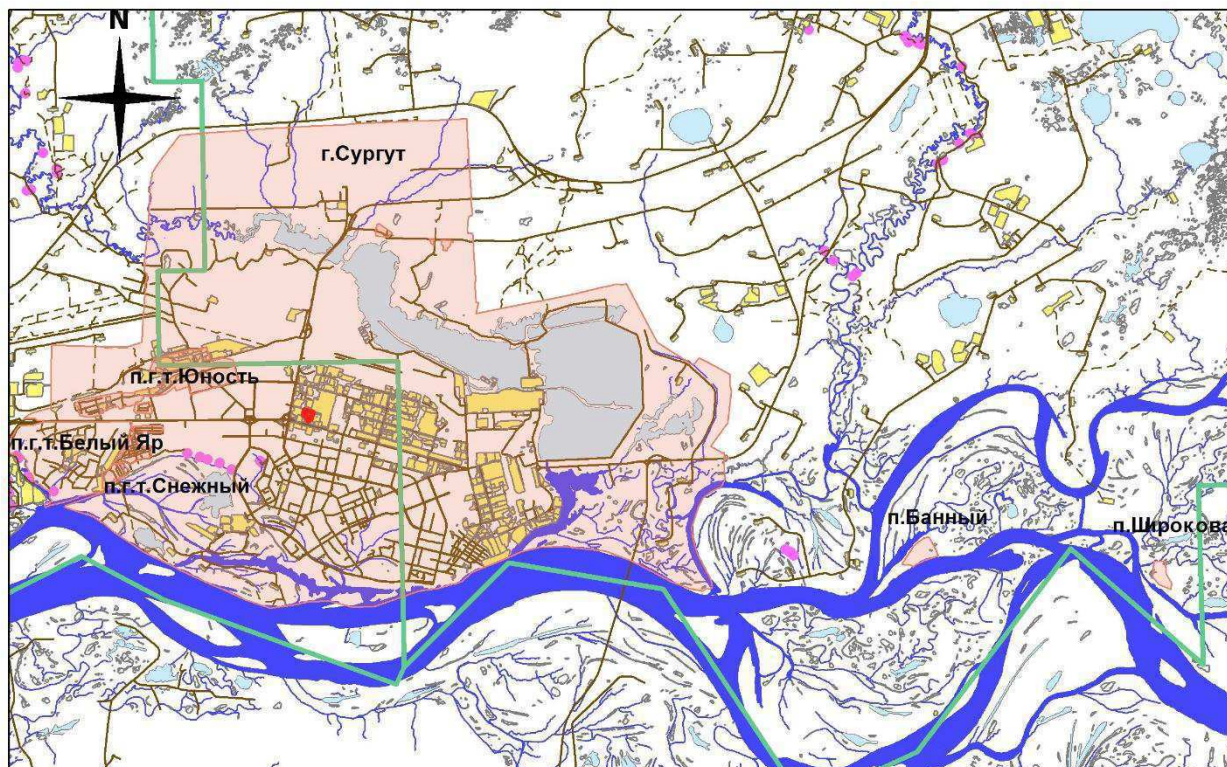 N
г.Сургут
п.г.т.Юность
п.г.т.Белый Яр
п.г.т.Снежный
п.Банный
п.Широкова